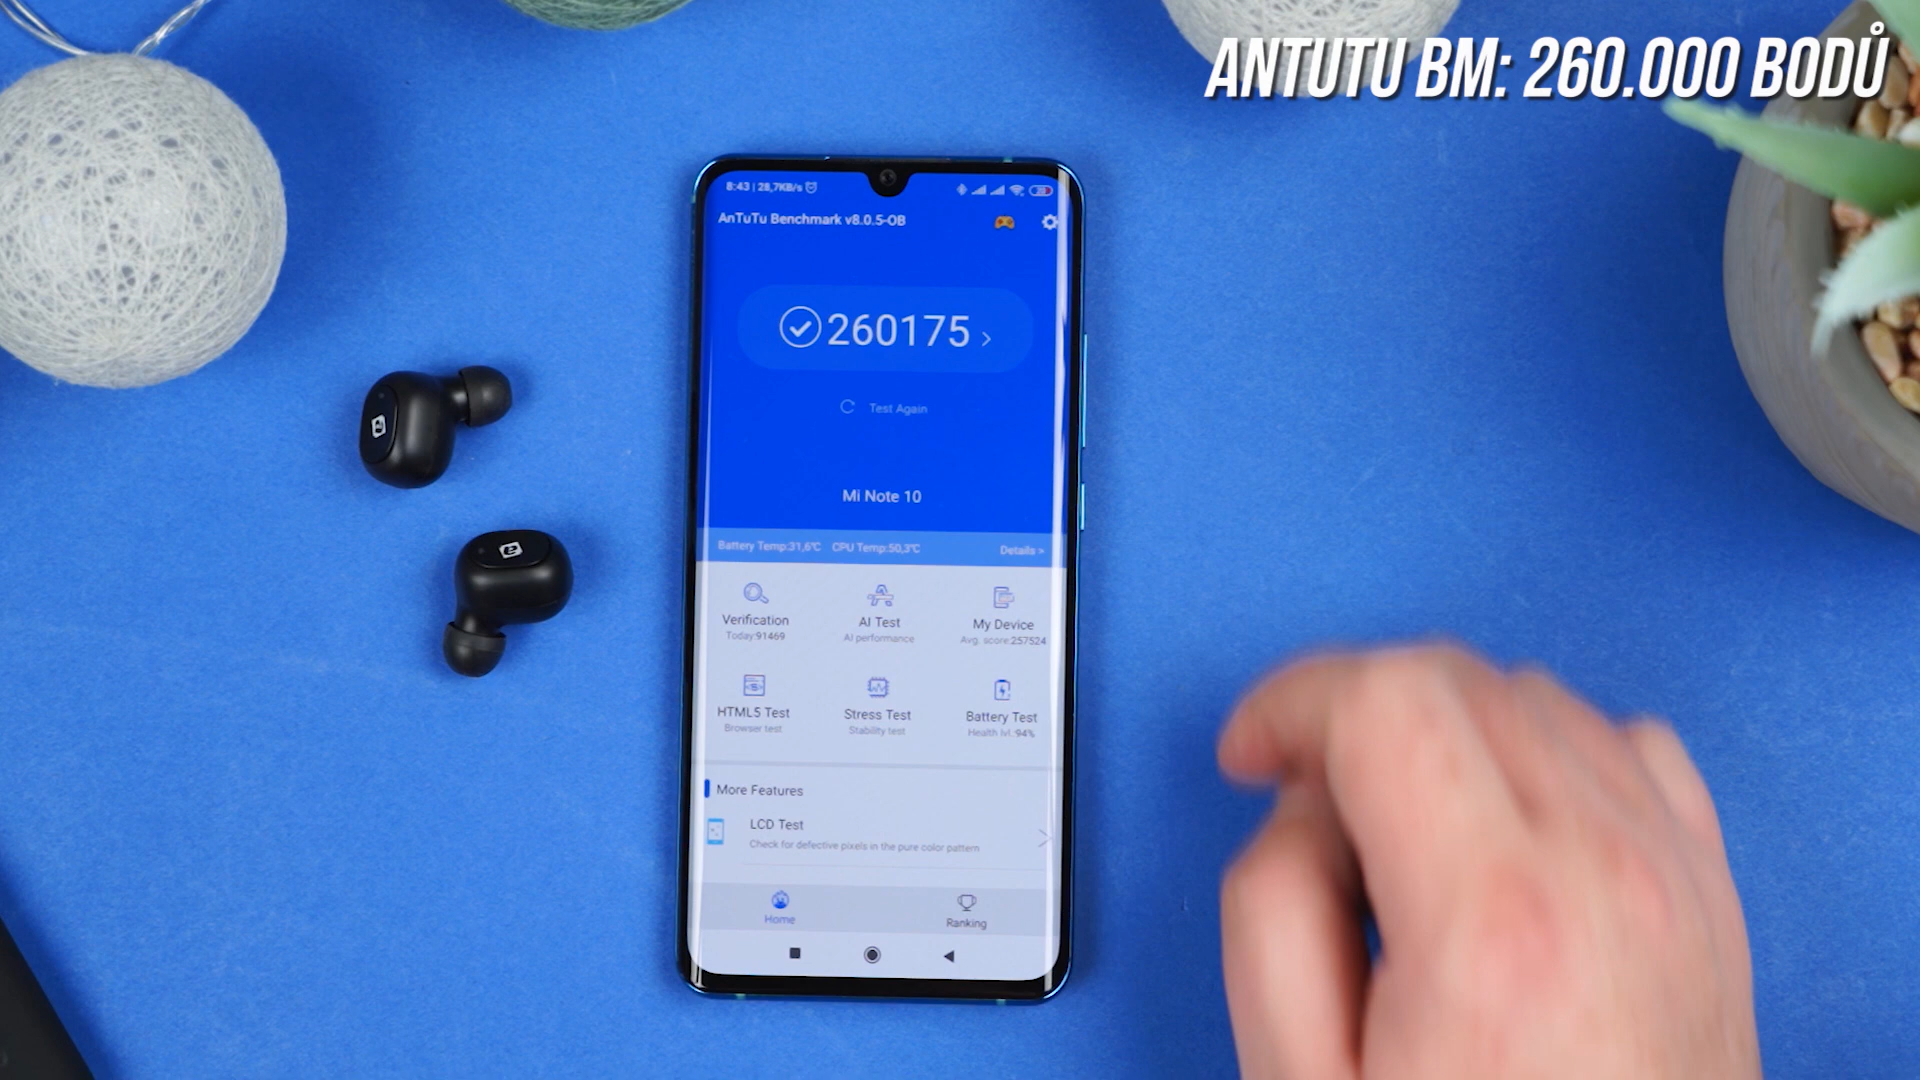 ANTUTU BM: 260.000 BODŮ
8:43 | 28,7KB/s
AnTuTu Benchmark v8.0.5-OB
260175 >
Test Again
Mi Note 10
Battery Temp:31,6℃ CPU Temp:50,3℃ Details >
Verification AI Test My Device
Today:91469 AI performance Avg. score:257524
HTML5 Test Stress Test Battery Test
Browser test Stability test Health lvl.:94%
More Features
LCD Test
Check for defective pixels in the pure color pattern
Home Ranking